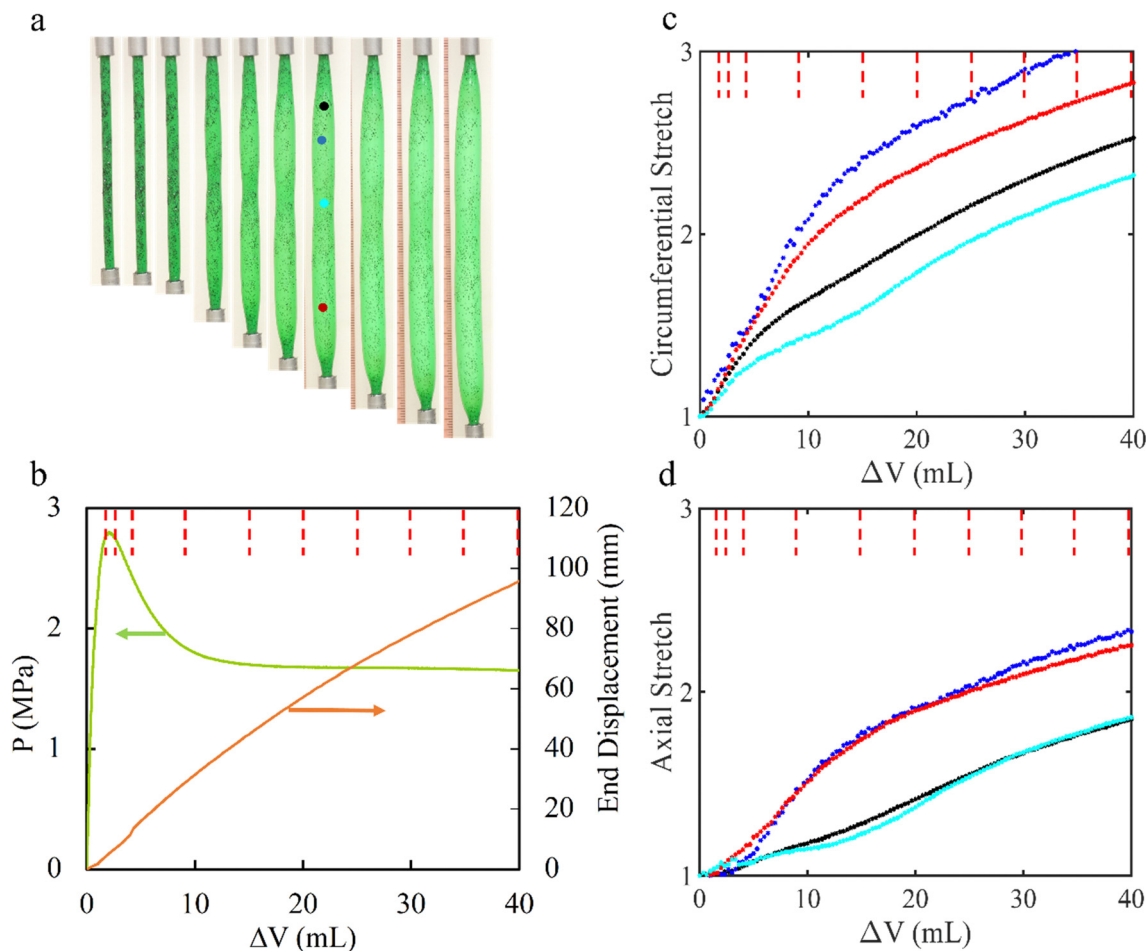 a
b
3
2
1
0
P (MPa)
120
100
80
60
40
20
0
End Displacement (mm)
0
10
20
30
40
ΔV (mL)
c
3
2
1
Circumferential Stretch
0
10
20
30
40
ΔV (mL)
d
3
2
1
Axial Stretch
0
10
20
30
40
ΔV (mL)